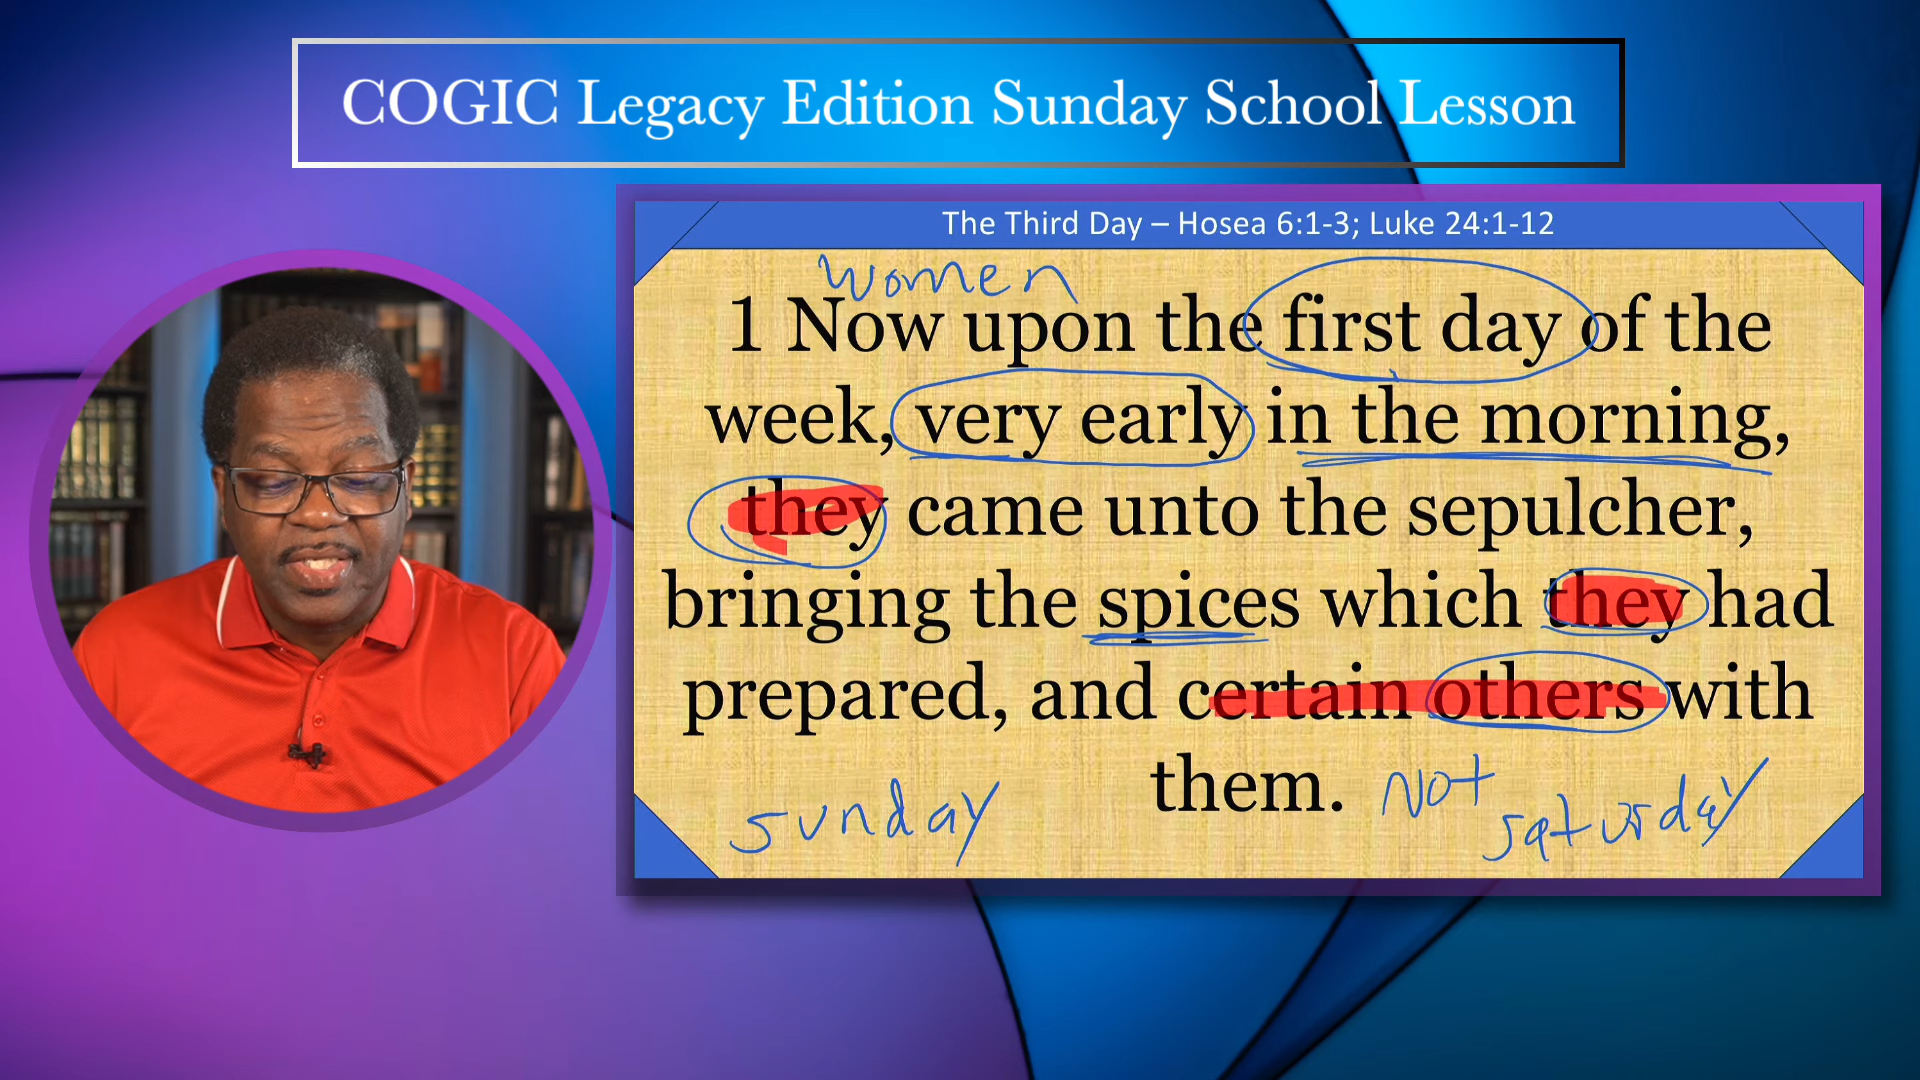 COGIC Legacy Edition Sunday School Lesson
The Third Day – Hosea 6:1-3; Luke 24:1-12
women
1 Now upon the first day of the
week, very early in the morning,
they came unto the sepulcher,
bringing the spices which they had
prepared, and certain others with
them.
sunday
Not
saturday